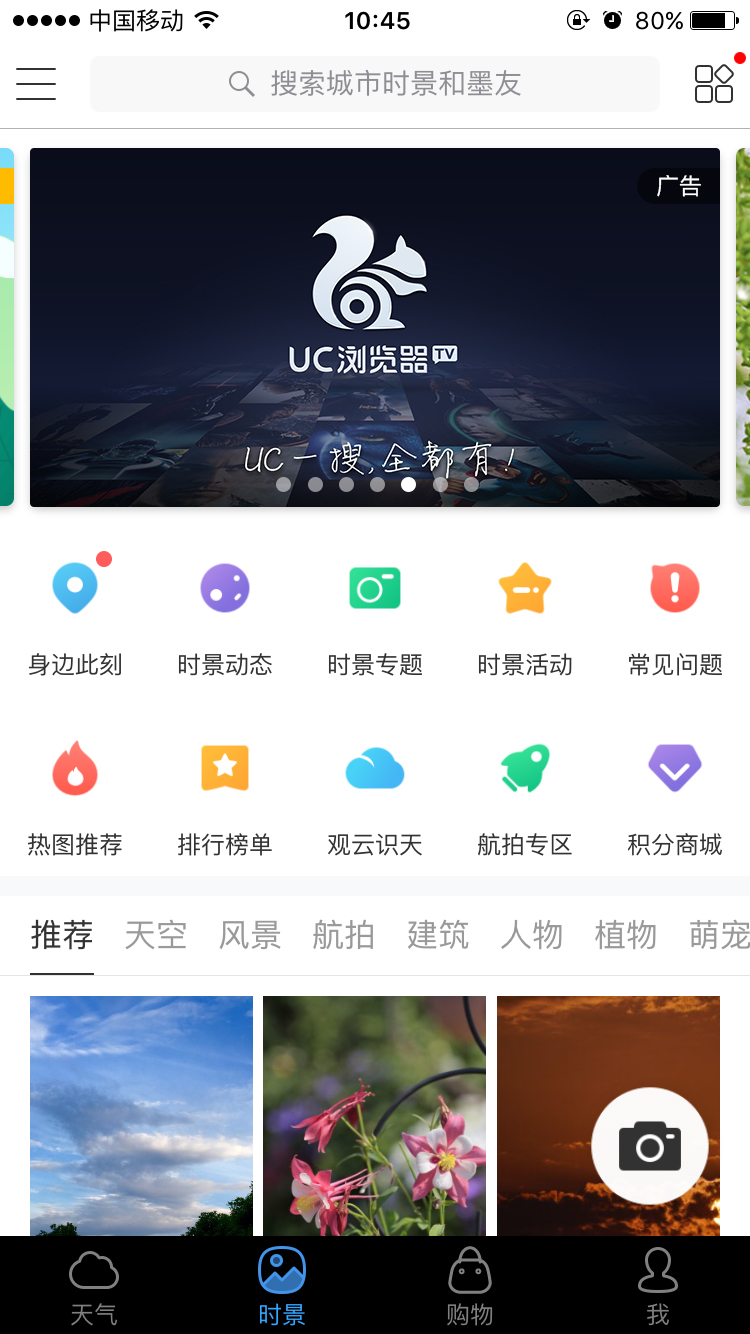 中国移动 10:45 80%
搜索城市时景和墨友
广告
UC浏览器TV
UC一搜,全都有!
身边此刻 时景动态 时景专题 时景活动 常见问题
热图推荐 排行榜单 观云识天 航拍专区 积分商城
推荐 天空 风景 航拍 建筑 人物 植物 萌宠
天气 时景 购物 我